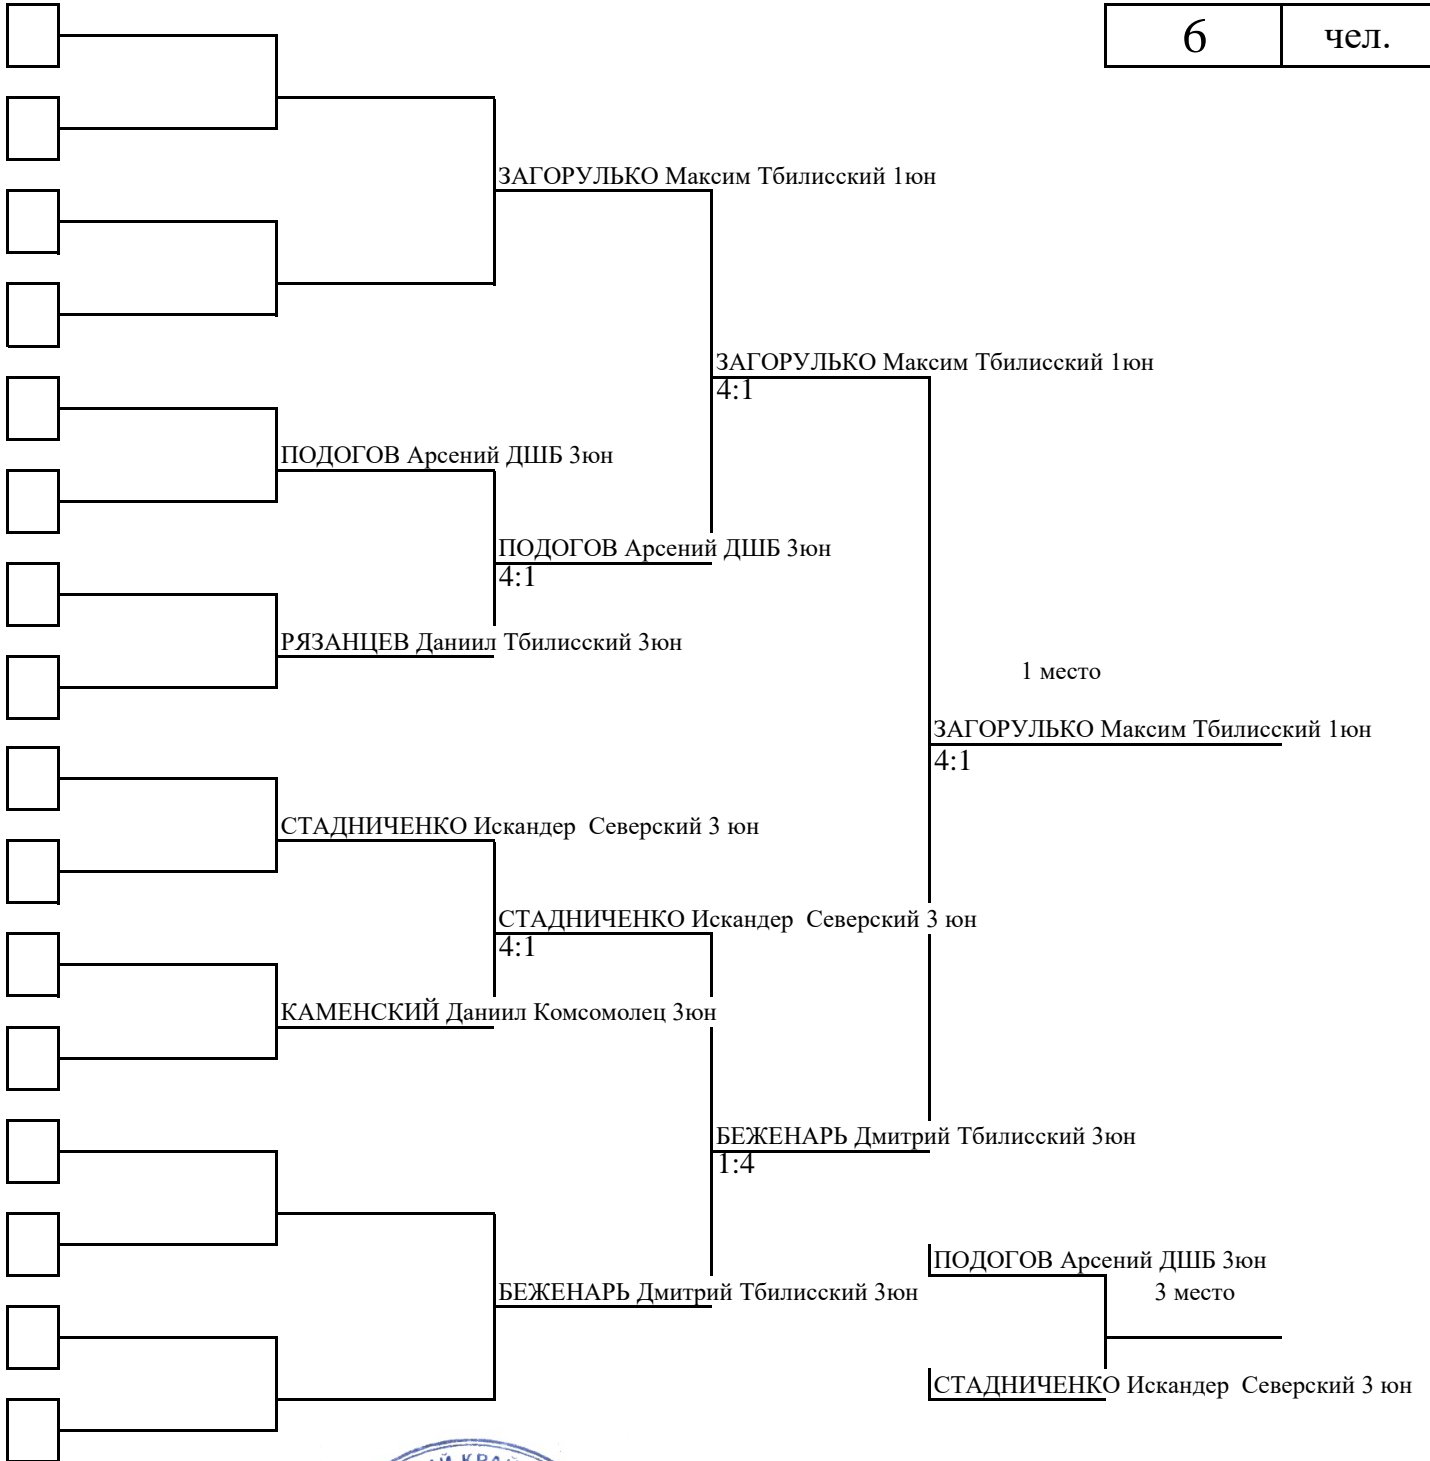 6 чел.
ЗАГОРУЛЬКО Максим Тбилисский 1юн
ЗАГОРУЛЬКО Максим Тбилисский 1юн
4:1
ПОДОГОВ Арсений ДШБ 3юн
ПОДОГОВ Арсений ДШБ 3юн
4:1
РЯЗАНЦЕВ Даниил Тбилисский 3юн
1 место
ЗАГОРУЛЬКО Максим Тбилисский 1юн
4:1
СТАДНИЧЕНКО Искандер Северский 3 юн
СТАДНИЧЕНКО Искандер Северский 3 юн
4:1
КАМЕНСКИЙ Даниил Комсомолец 3юн
БЕЖЕНАРЬ Дмитрий Тбилисский 3юн
1:4
ПОДОГОВ Арсений ДШБ 3юн
БЕЖЕНАРЬ Дмитрий Тбилисский 3юн
3 место
СТАДНИЧЕНКО Искандер Северский 3 юн